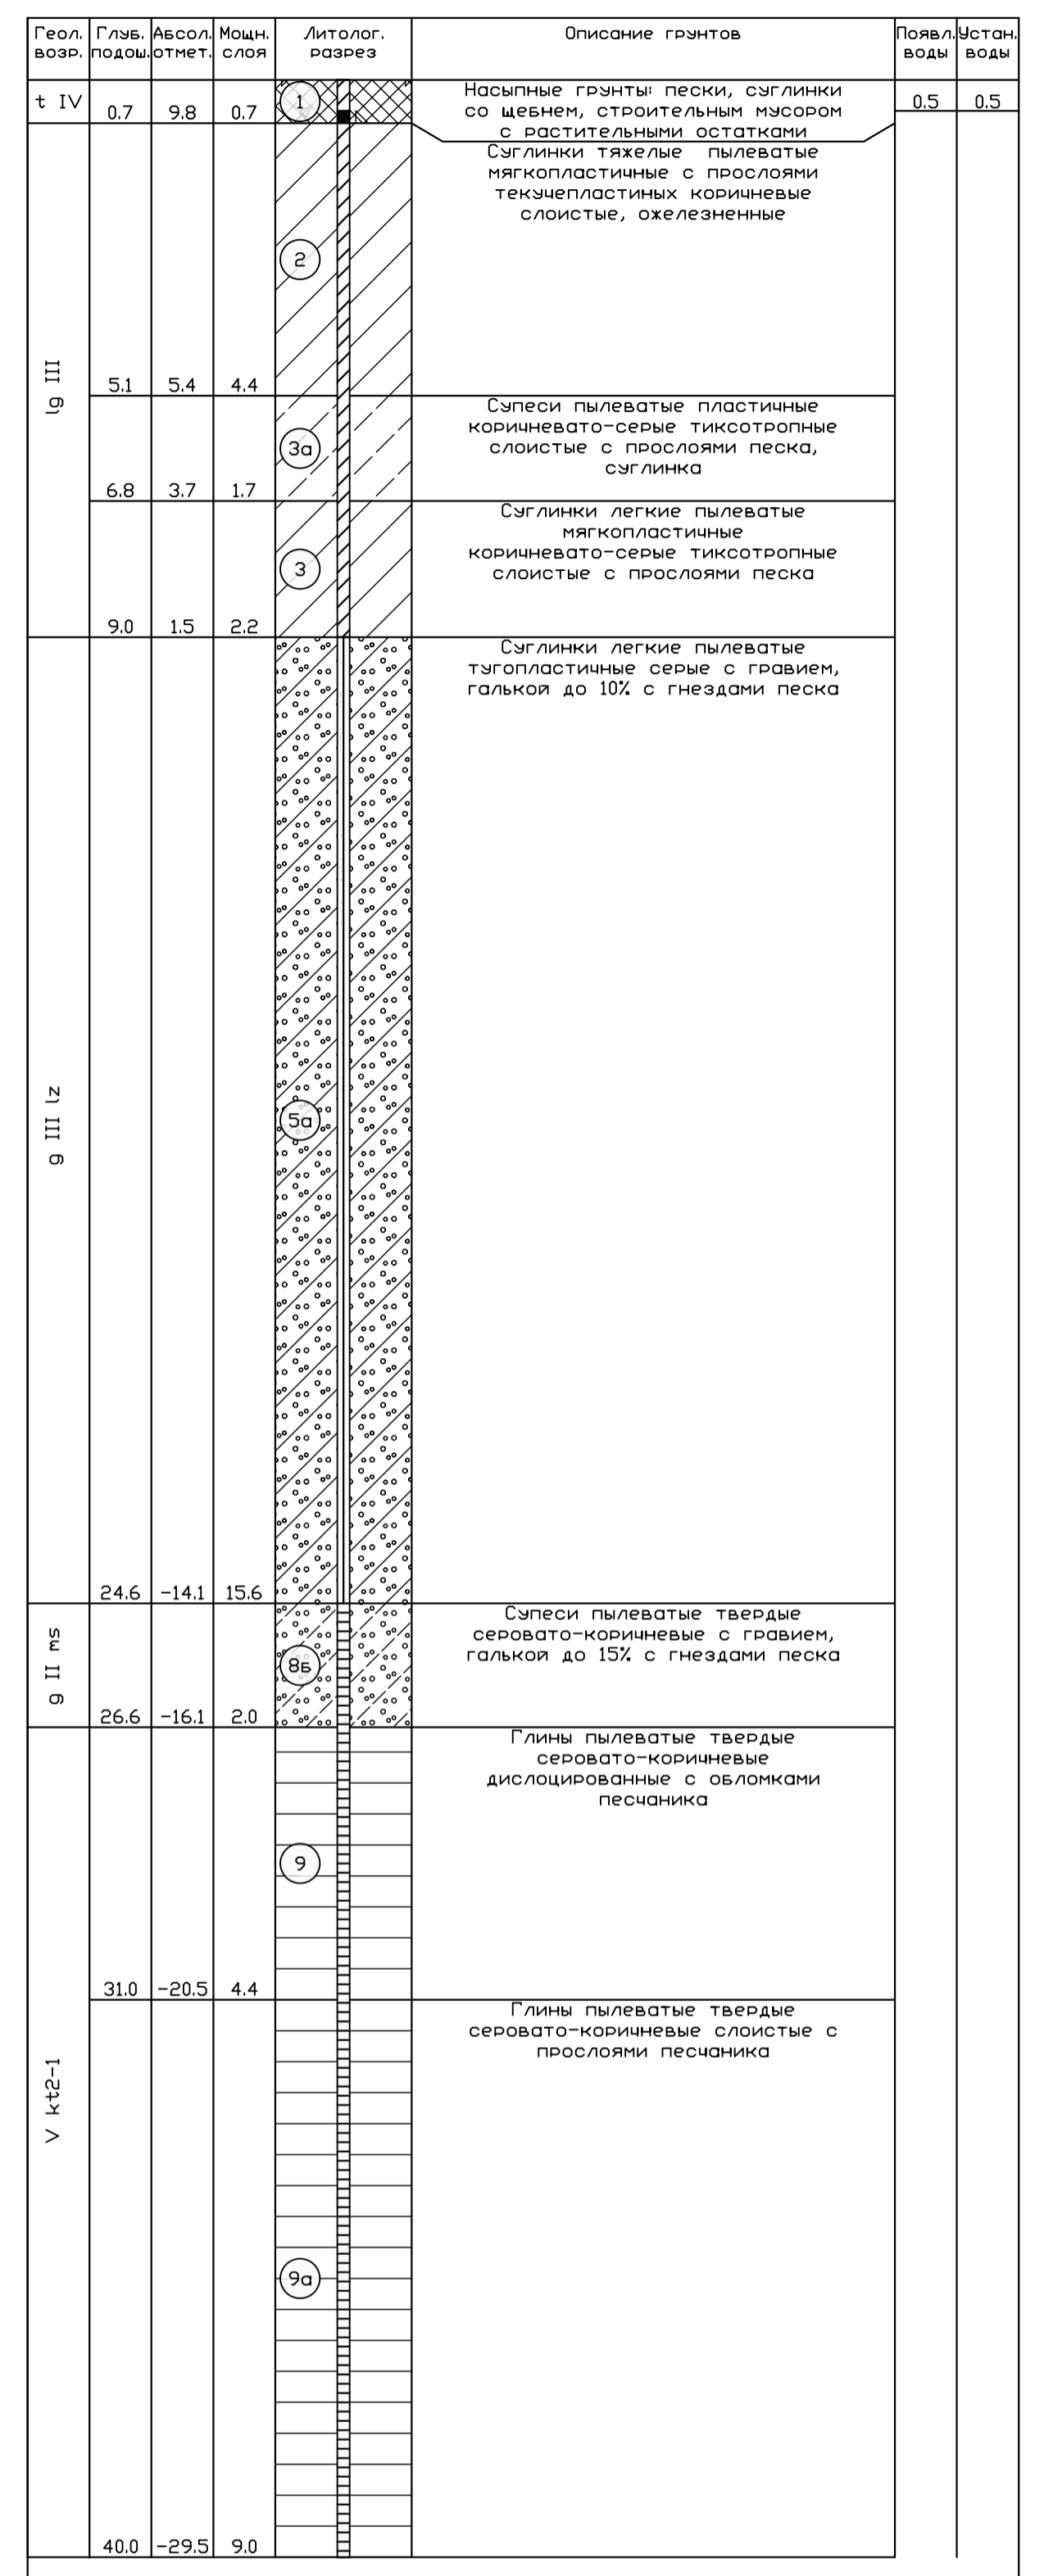 Геол. возр.
Глуб. подош.
Абсол. отмет.
Мощн. слоя
Литолог. разрез
Описание грунтов
Появл. воды
Устан. воды
t IV
0.7 9.8 0.7
1
Насыпные грунты: пески, суглинки
со щебнем, строительным мусором
с растительными остатками
0.5 0.5
lg III
Суглинки тяжелые пылеватые
мягкопластичные с прослоями
текучепластиных коричневые
слоистые, ожелезненные
2
5.1 5.4 4.4
Супеси пылеватые пластичные
коричневато-серые тиксотропные
слоистые с прослоями песка,
суглинка
3а
6.8 3.7 1.7
Суглинки легкие пылеватые
мягкопластичные
коричневато-серые тиксотропные
слоистые с прослоями песка
3
9.0 1.5 2.2
g III lz
Суглинки легкие пылеватые
тугопластичные серые с гравием,
галькой до 10% с гнездами песка
5а
24.6 -14.1 15.6
g II ms
Супеси пылеватые твердые
серовато-коричневые с гравием,
галькой до 15% с гнездами песка
8б
26.6 -16.1 2.0
V kt2-1
Глины пылеватые твердые
серовато-коричневые
дислоцированные с обломками
песчаника
9
31.0 -20.5 4.4
Глины пылеватые твердые
серовато-коричневые слоистые с
прослоями песчаника
9а
40.0 -29.5 9.0